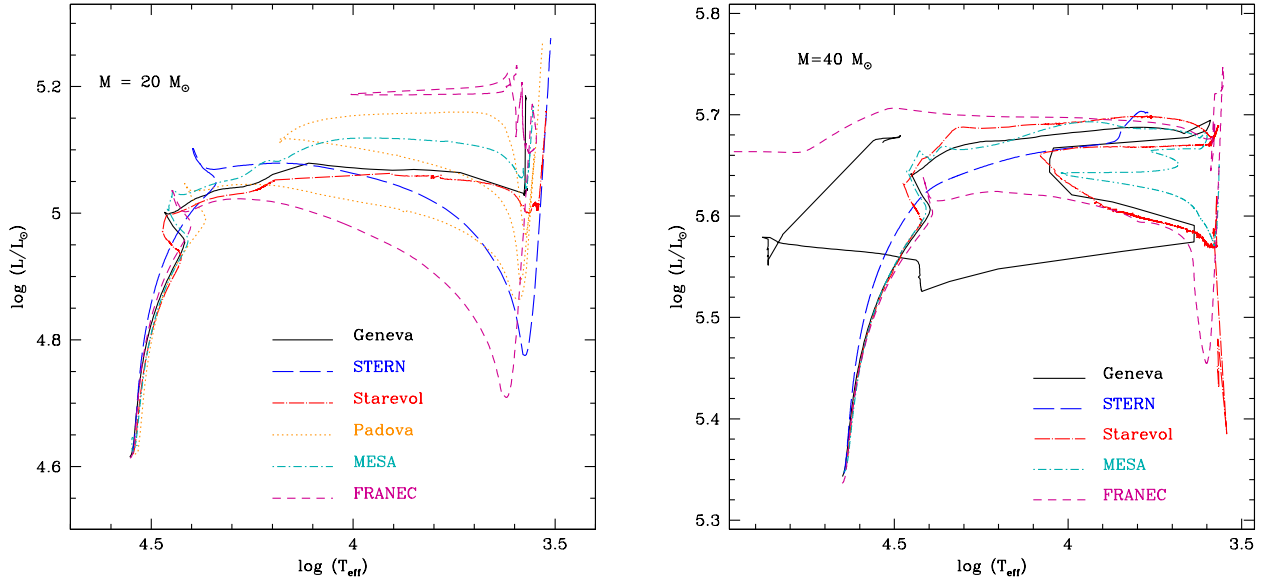 M = 20 M☉
5.2
5
4.8
4.6
log (L/L☉)
4.5
4
3.5
log (Teff)
Geneva
STERN
Starevol
Padova
MESA
FRANEC
M=40 M☉
5.8
5.7
5.6
5.5
5.4
5.3
log (L/L☉)
4.5
4
3.5
log (Teff)
Geneva
STERN
Starevol
MESA
FRANEC